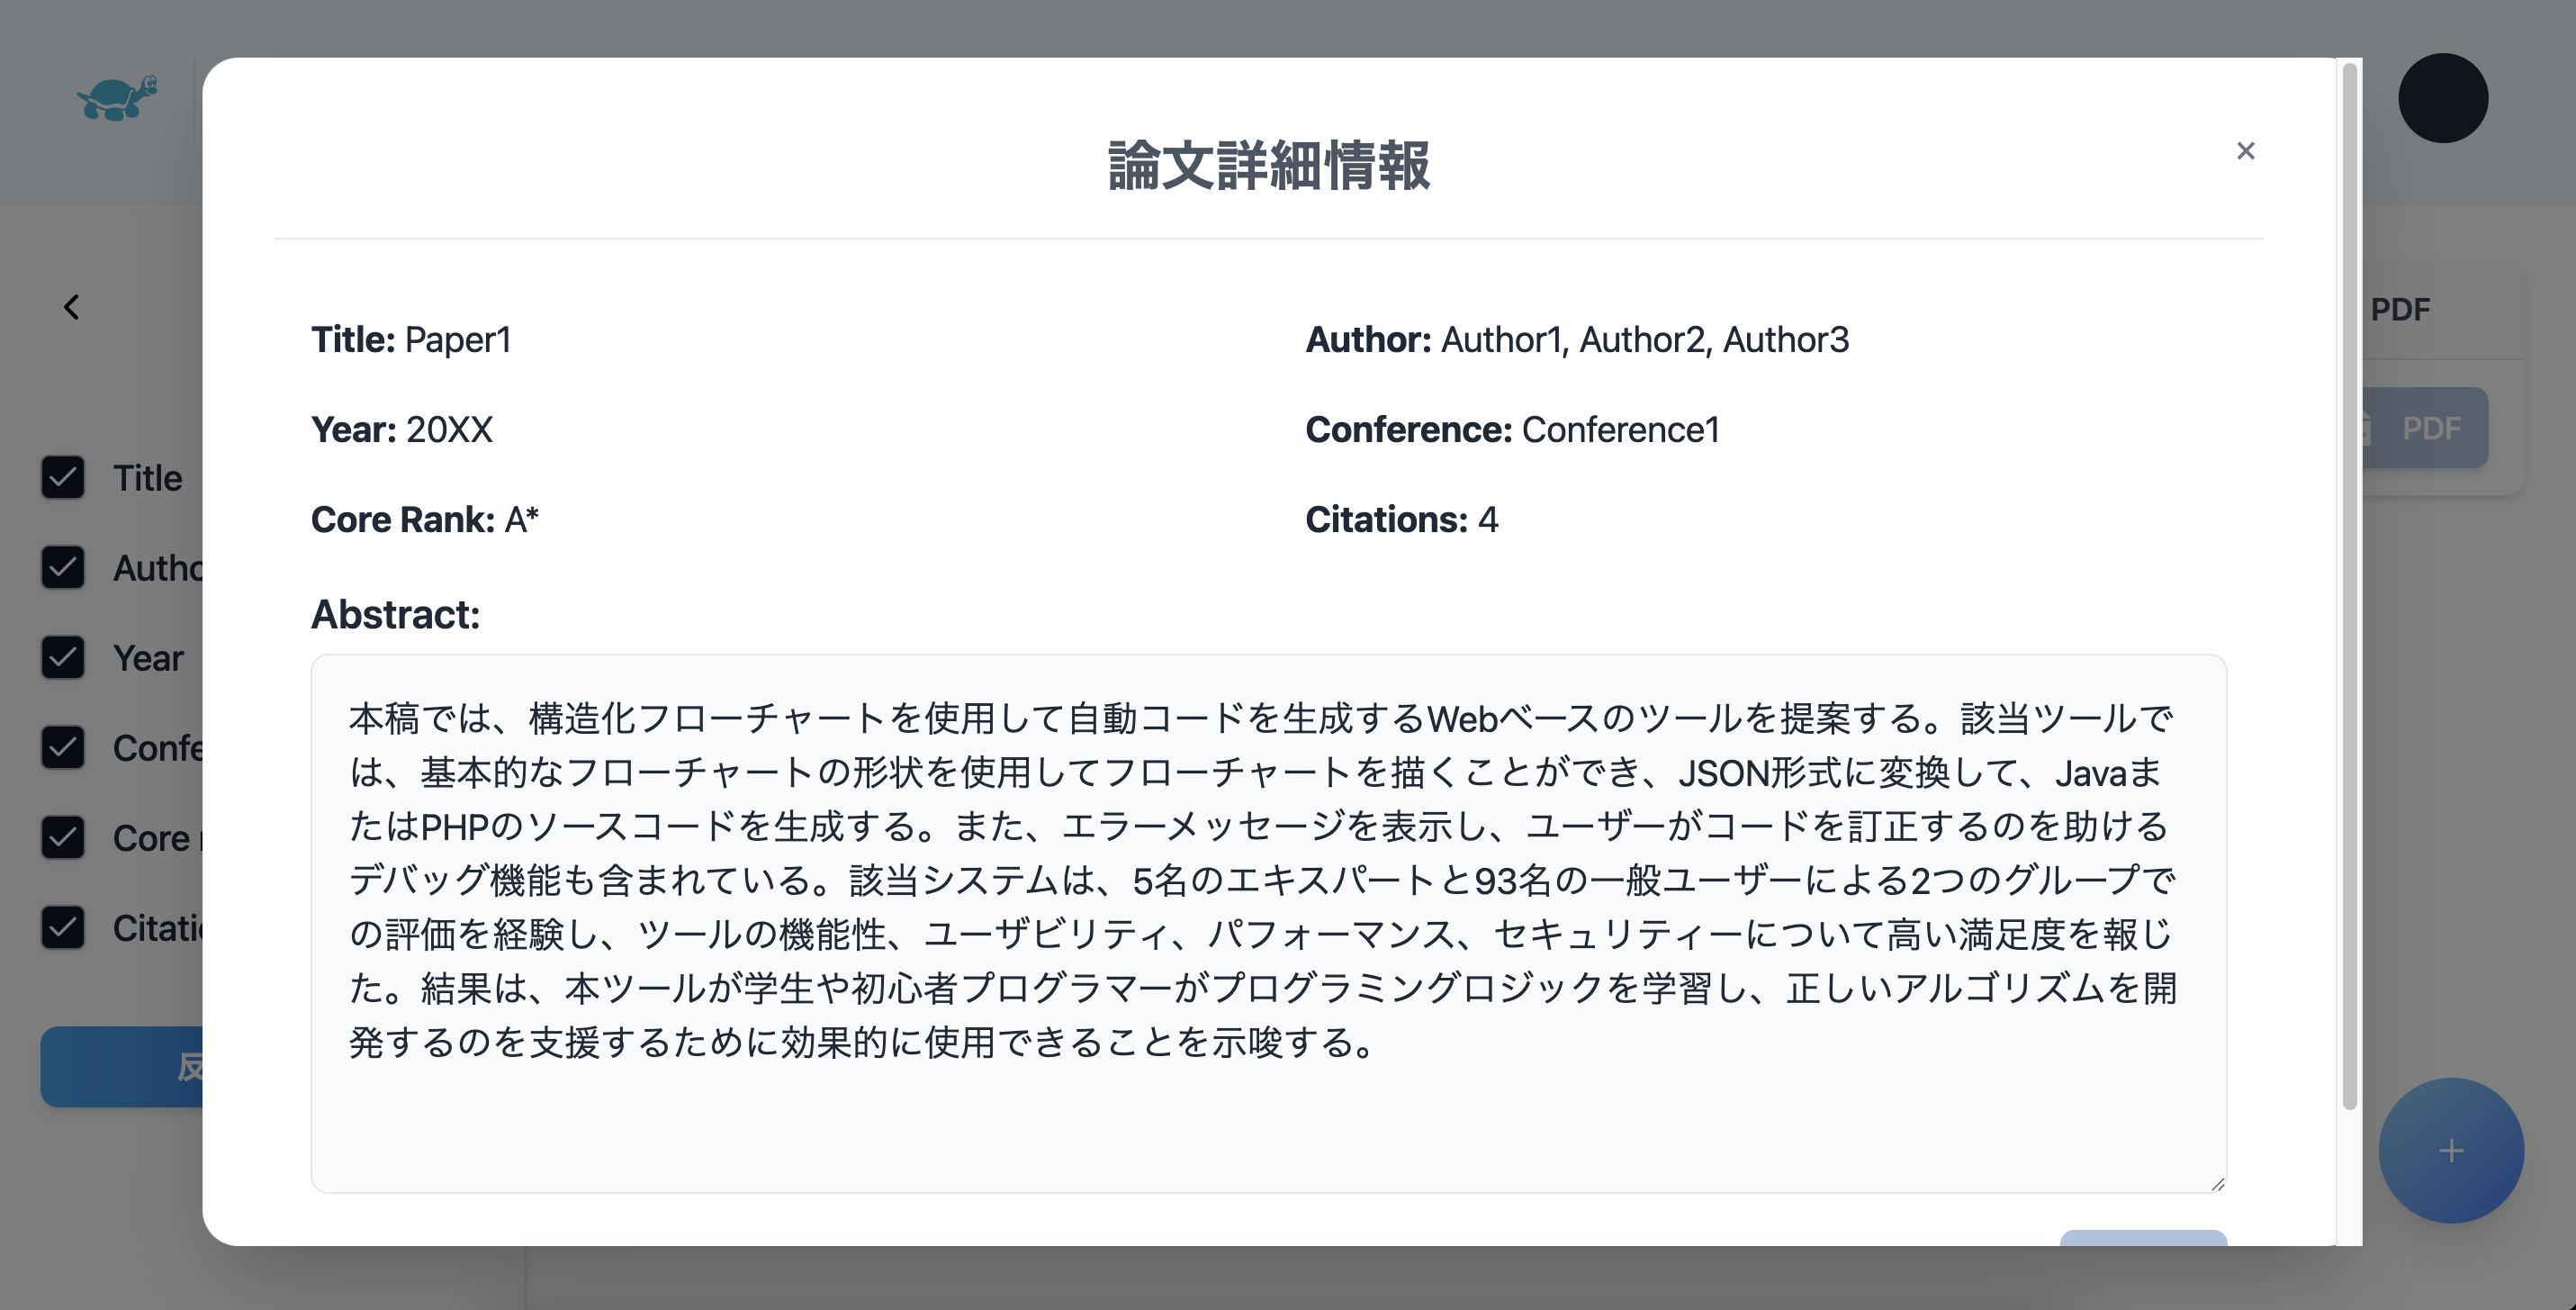 論文詳細情報
×
Title: Paper1
Author: Author1, Author2, Author3
Year: 20XX
Conference: Conference1
Core Rank: A*
Citations: 4
Abstract:
本稿では、構造化フローチャートを使用して自動コードを生成するWebベースのツールを提案する。該当ツールで
は、基本的なフローチャートの形状を使用してフローチャートを描くことができ、JSON形式に変換して、Javaま
たはPHPのソースコードを生成する。また、エラーメッセージを表示し、ユーザーがコードを訂正するのを助ける
デバッグ機能も含まれている。該当システムは、5名のエキスパートと93名の一般ユーザーによる2つのグループで
の評価を経験し、ツールの機能性、ユーザビリティ、パフォーマンス、セキュリティーについて高い満足度を報じ
た。結果は、本ツールが学生や初心者プログラマーがプログラミングロジックを学習し、正しいアルゴリズムを開
発するのを支援するために効果的に使用できることを示唆する。
Title
Autho
Year
Confe
Core
Citati
反
PDF
PDF
+